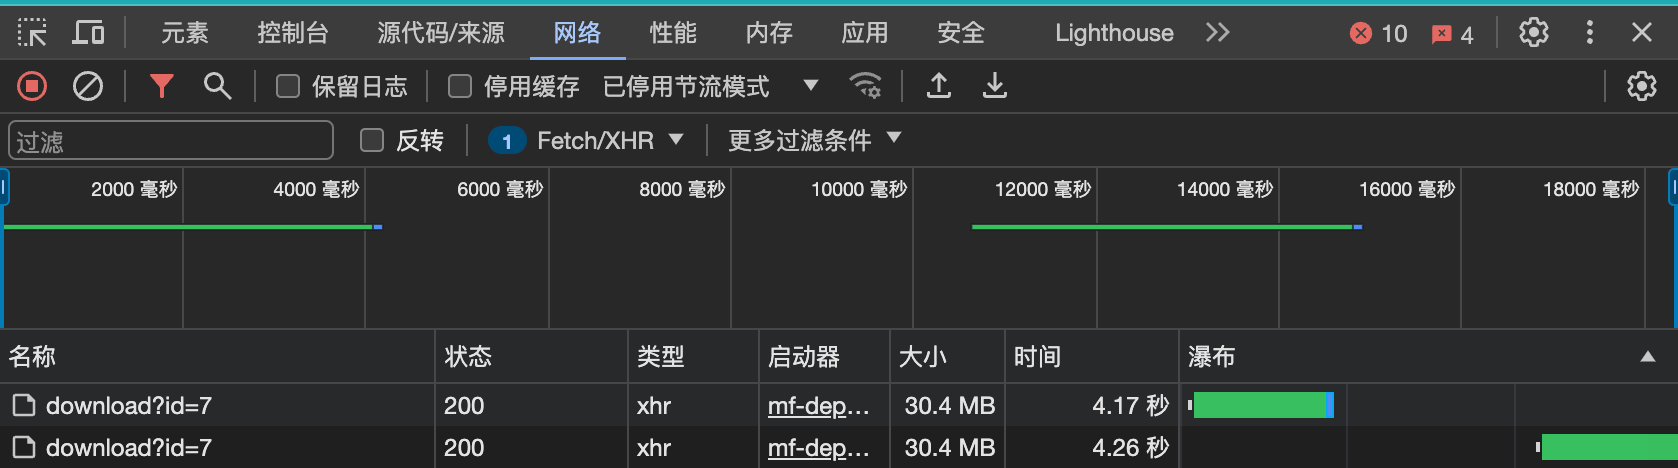 元素 控制台 源代码/来源 网络 性能 内存 应用 安全 Lighthouse 10 4
保留日志 停用缓存 已停用节流模式
过滤 反转 1 Fetch/XHR 更多过滤条件
2000 毫秒 4000 毫秒 6000 毫秒 8000 毫秒 10000 毫秒 12000 毫秒 14000 毫秒 16000 毫秒 18000 毫秒
名称 状态 类型 启动器 大小 时间 瀑布
download?id=7 200 xhr mf-dep... 30.4 MB 4.17 秒
download?id=7 200 xhr mf-dep... 30.4 MB 4.26 秒